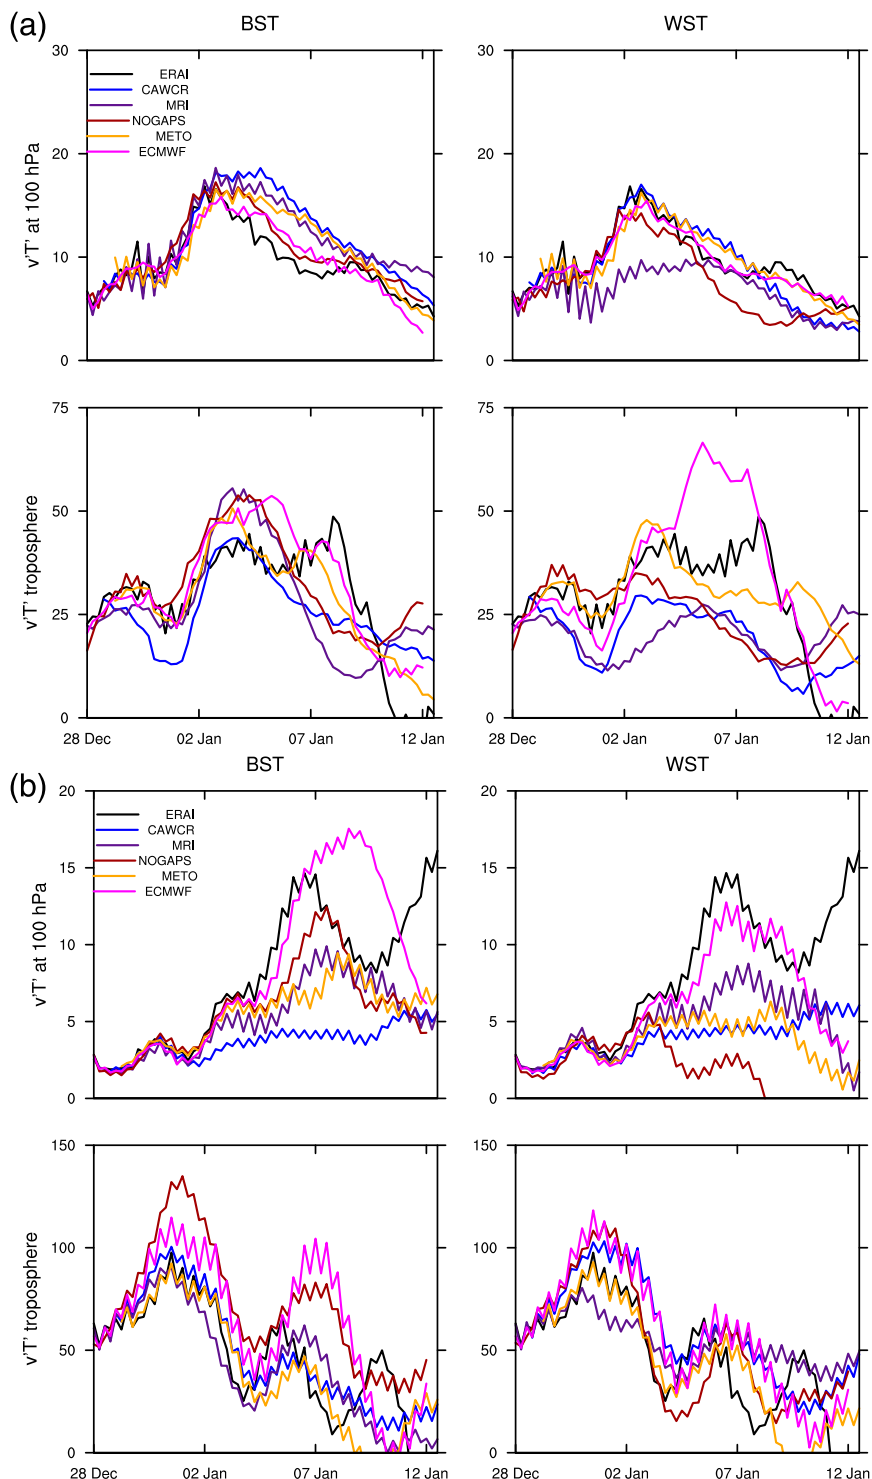 (a)
BST
WST
v'T' at 100 hPa
30
20
10
0
ERAI
CAWCR
MRI
NOGAPS
METO
ECMWF
30
20
10
0
v'T' troposphere
75
50
25
0
28 Dec
02 Jan
07 Jan
12 Jan
75
50
25
0
28 Dec
02 Jan
07 Jan
12 Jan
(b)
BST
WST
v'T' at 100 hPa
20
15
10
5
0
ERAI
CAWCR
MRI
NOGAPS
METO
ECMWF
20
15
10
5
0
v'T' troposphere
150
100
50
0
28 Dec
02 Jan
07 Jan
12 Jan
150
100
50
0
28 Dec
02 Jan
07 Jan
12 Jan